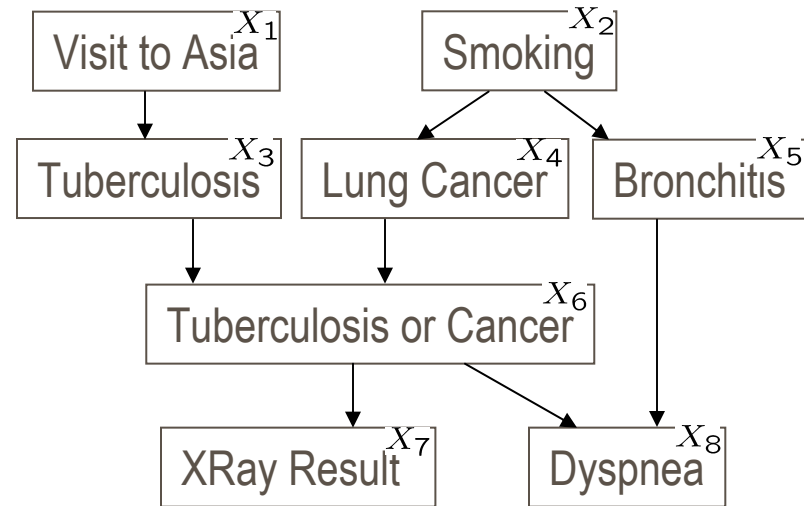 Visit to Asia X₁
Smoking X₂
Tuberculosis X₃
Lung Cancer X₄
Bronchitis X₅
Tuberculosis or Cancer X₆
XRay Result X₇
Dyspnea X₈